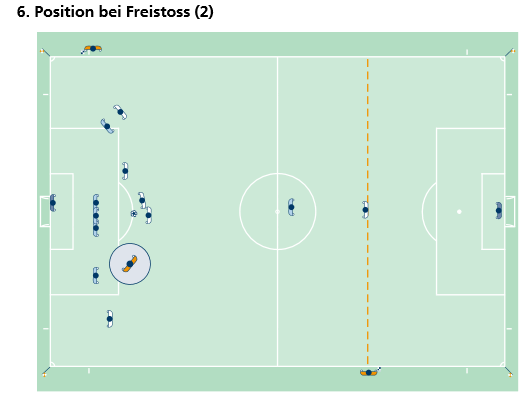 6. Position bei Freistoss (2)